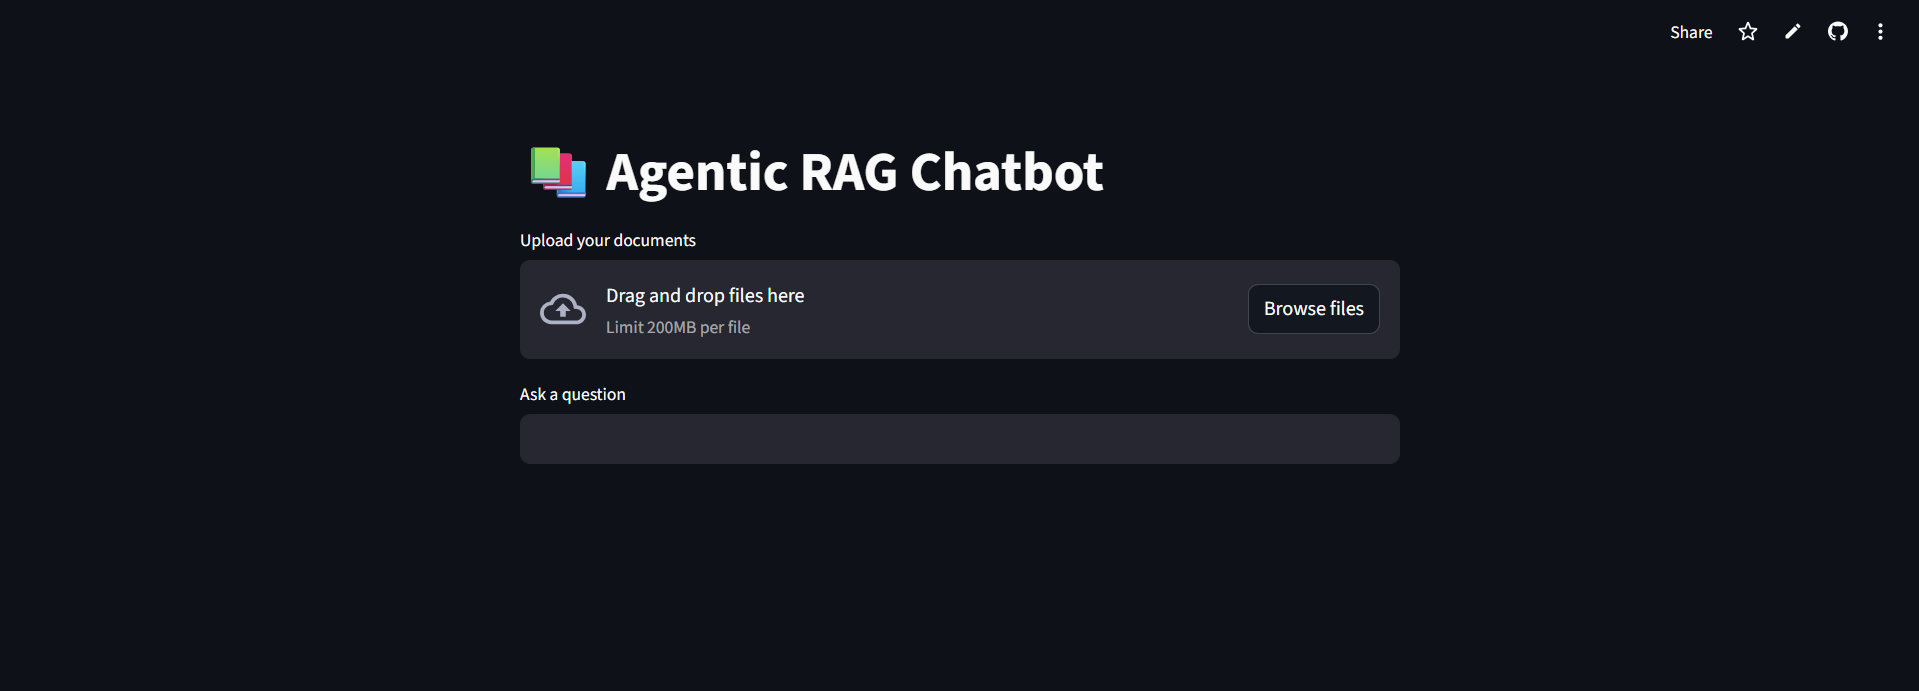 Share
📚 Agentic RAG Chatbot
Upload your documents
Drag and drop files here
Limit 200MB per file
Browse files
Ask a question